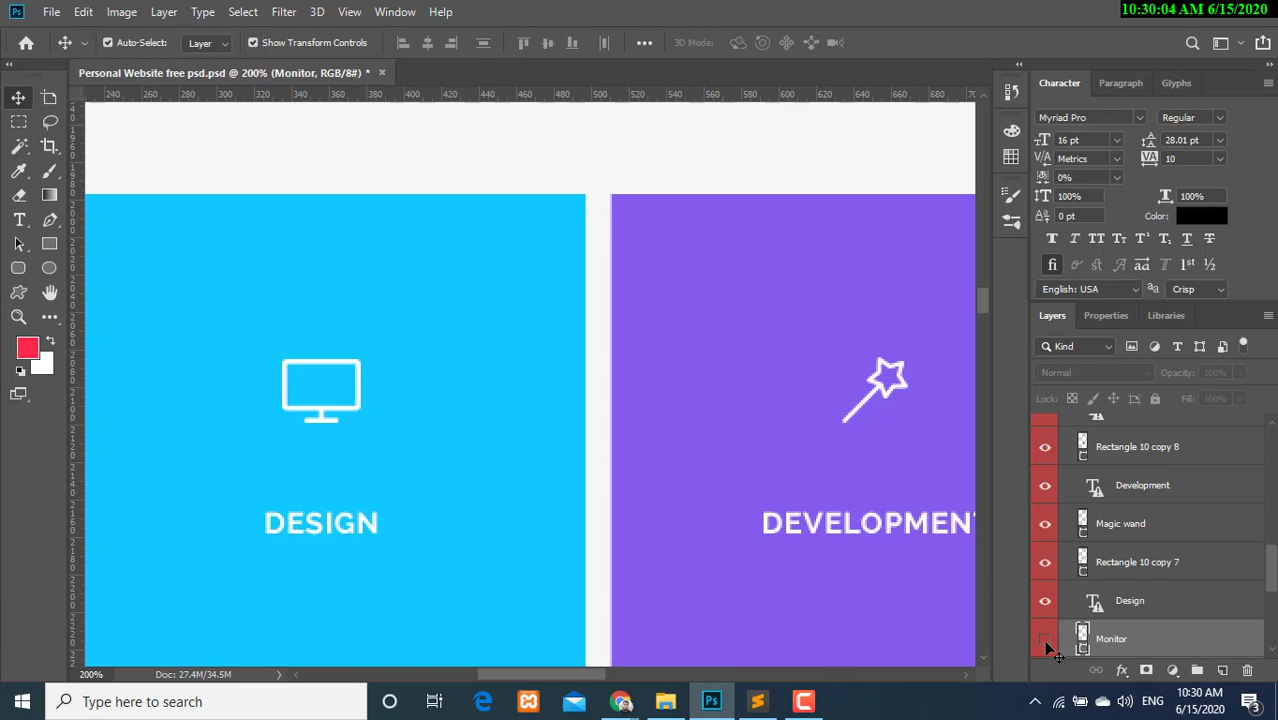 10:30:04 AM 6/15/2020
Ps File Edit Image Layer Type Select Filter 3D View Window Help
Auto-Select: Layer Show Transform Controls 3D Mode:
Personal Website free psd.psd @ 200% (Monitor, RGB/8#) *
240 260 280 300 320 340 360 380 400 420 440 460 480 500 520 540 560 580 600 620 640 660 680
Character Paragraph Glyphs
Myriad Pro Regular
16 pt 28.01 pt
Metrics 10
0%
100% 100%
0 pt Color:
English: USA Crisp
Layers Properties Libraries
Kind
Normal Opacity: 100%
Lock: Fill: 100%
Rectangle 10 copy 8
Development
Magic wand
Rectangle 10 copy 7
Design
Monitor
DESIGN
DEVELOPMENT
200% Doc: 27.4M/34.5M
Type here to search
ENG
10:30 AM
6/15/2020
3